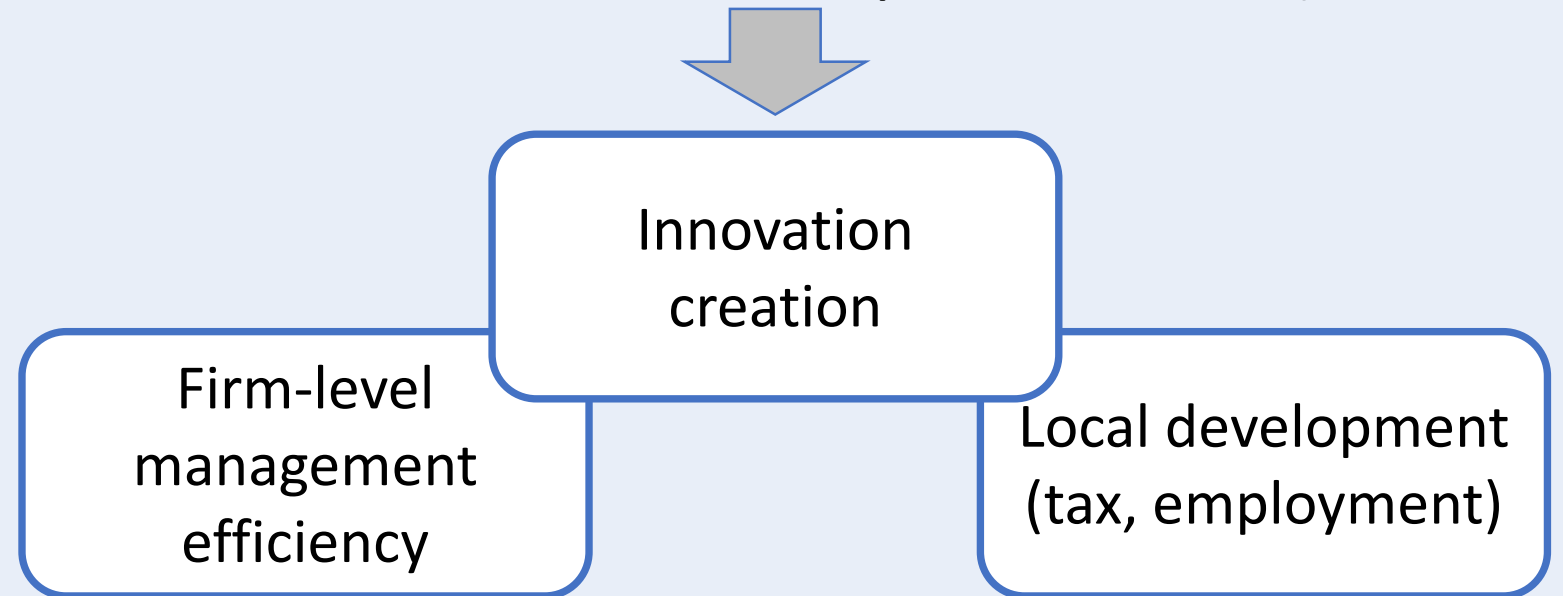 Innovation
creation
Firm-level
management
efficiency
Local development
(tax, employment)